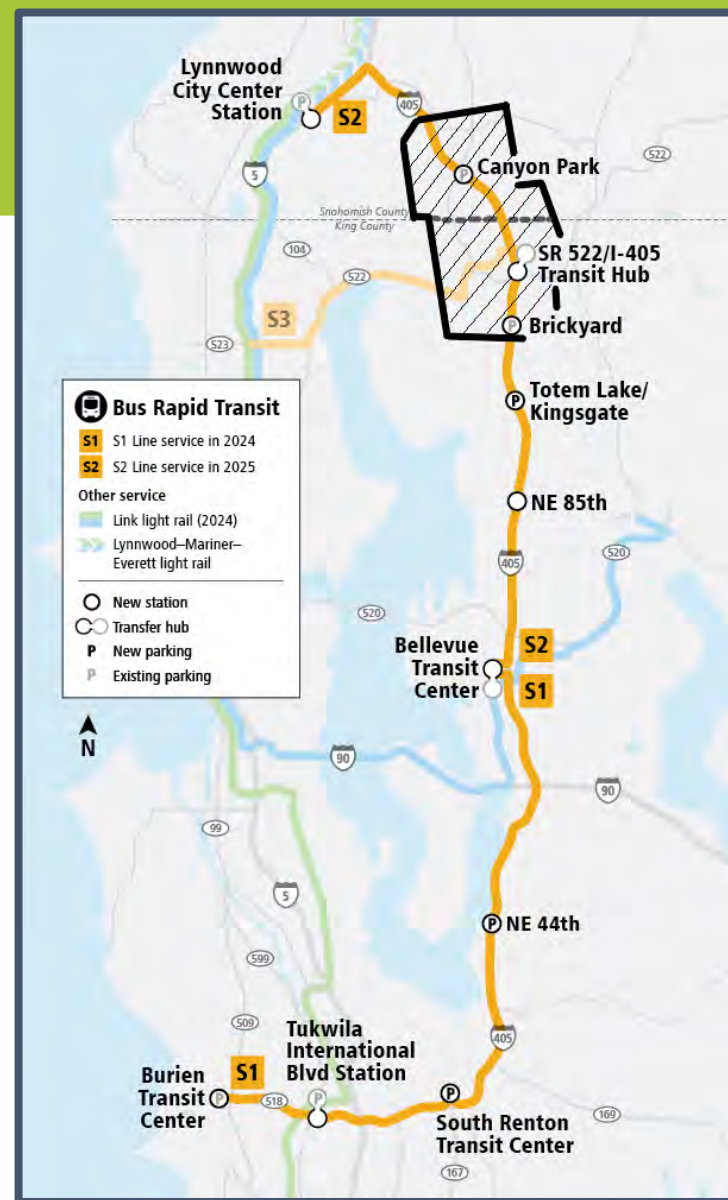 Lynnwood
City Center
Station
P
S2
405
522
Canyon Park
P
5
Snohomish County
King County
104
SR 522/I-405
Transit Hub
522
S3
523
P
Brickyard
Bus Rapid Transit
S1 S1 Line service in 2024
S2 S2 Line service in 2025
Other service
Link light rail (2024)
Lynnwood–Mariner–
Everett light rail
New station
Transfer hub
P New parking
P Existing parking
N
P
Totem Lake/
Kingsgate
NE 85th
405
520
520
Bellevue
Transit
Center
S2
S1
90
90
99
5
P NE 44th
599
509
405
Tukwila
International
Blvd Station
P
S1
Burien
Transit
Center
P
518
P
South Renton
Transit Center
169
167